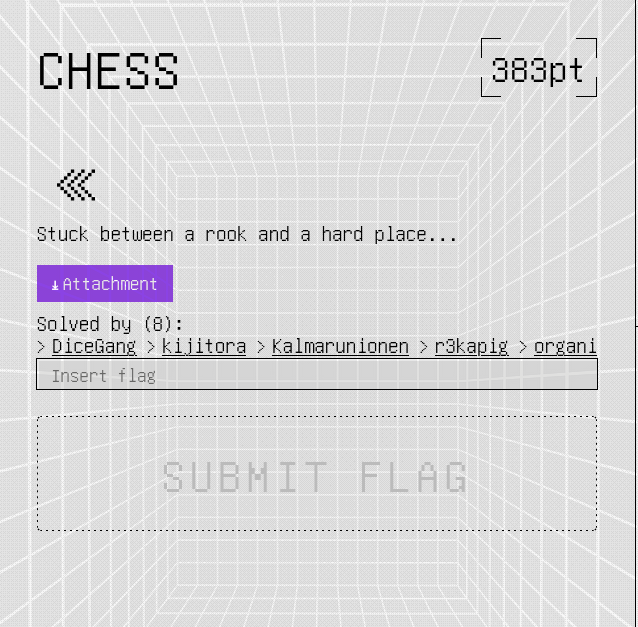 CHESS
383pt
Stuck between a rook and a hard place...
Attachment
Solved by (8):
> DiceGang > kijitora > Kalmarunionen > r3kapig > organi
Insert flag
SUBMIT FLAG